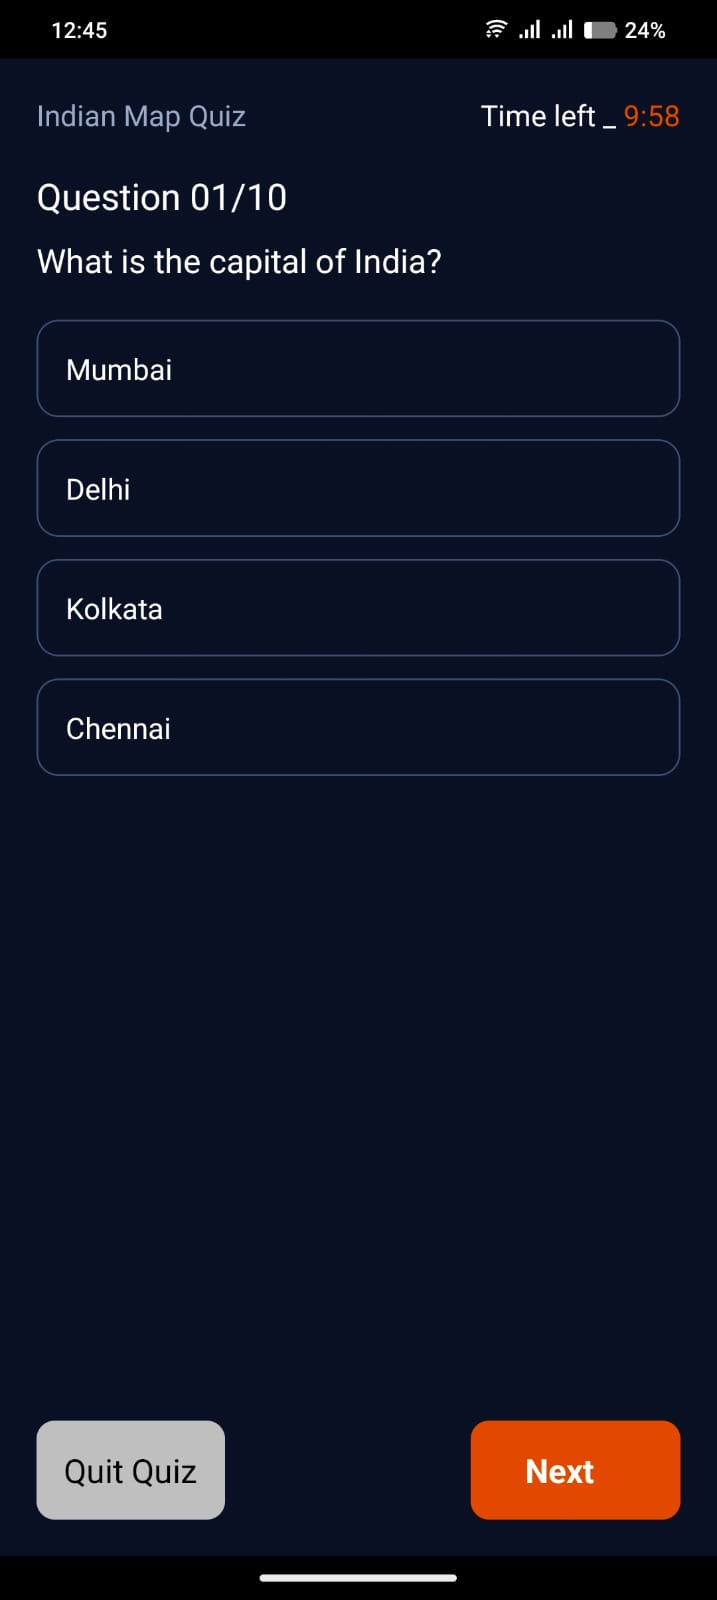 12:45
24%
Indian Map Quiz
Time left _ 9:58
Question 01/10
What is the capital of India?
Mumbai
Delhi
Kolkata
Chennai
Quit Quiz
Next